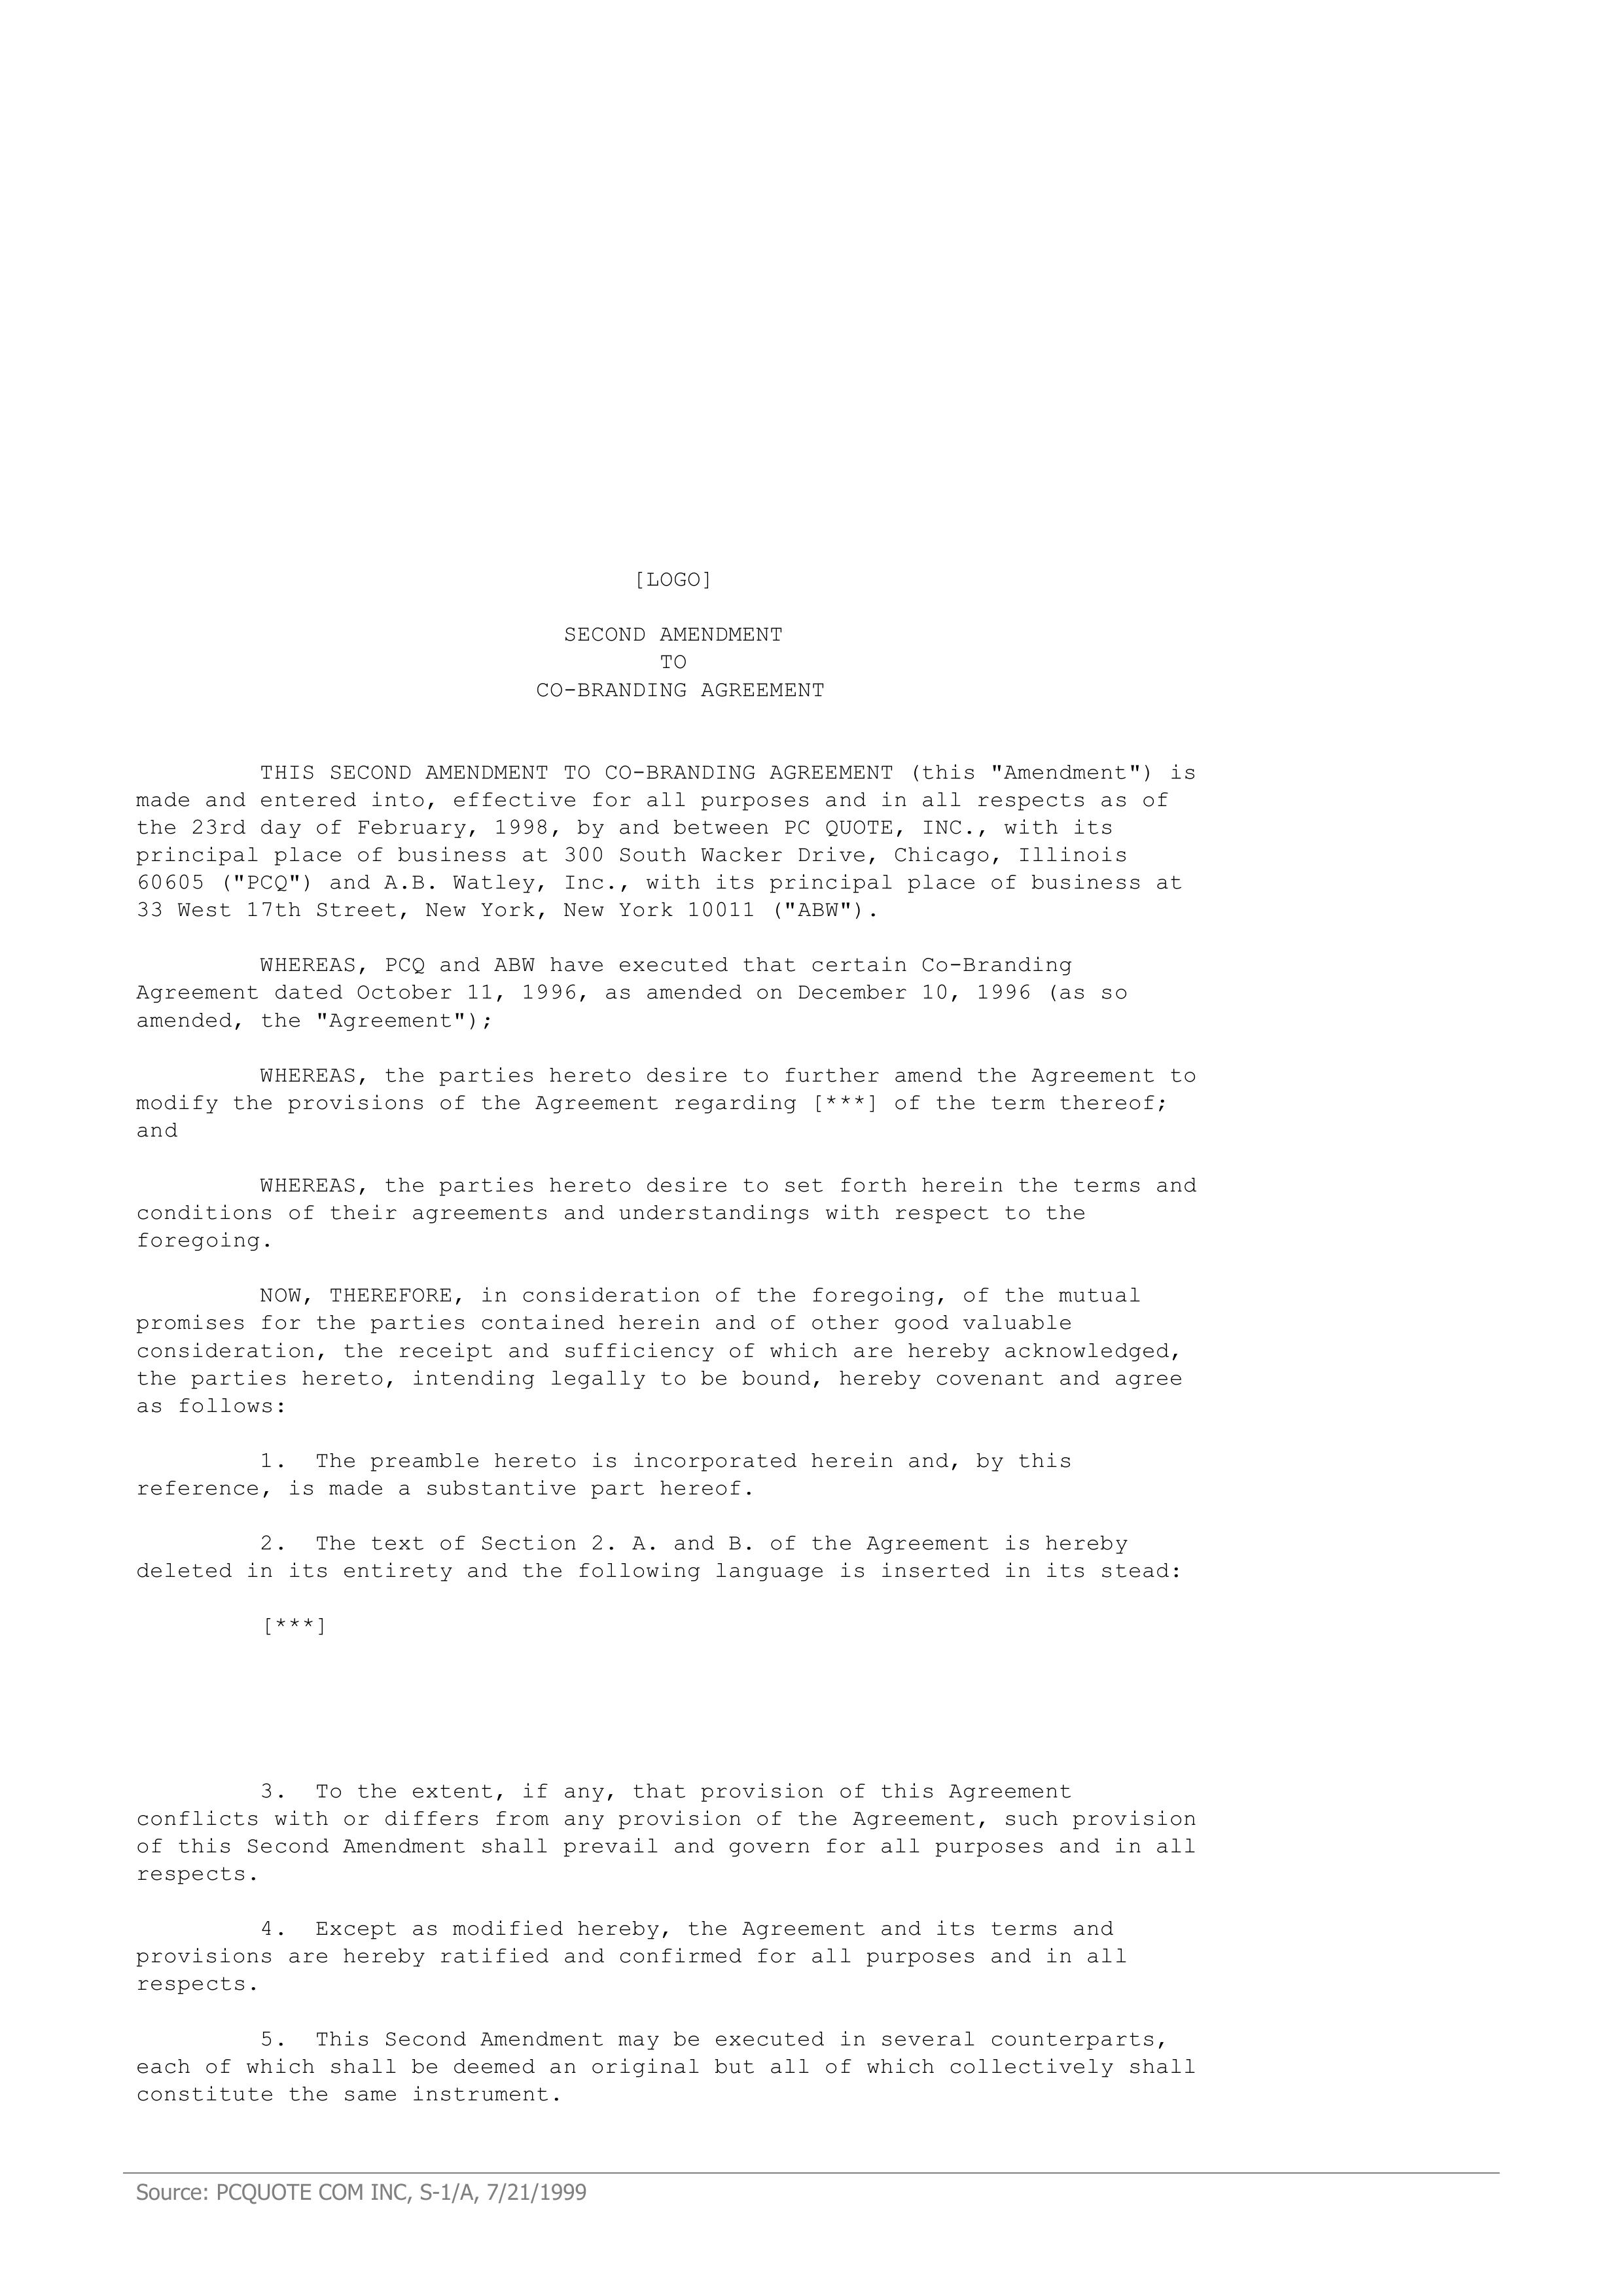 [LOGO]
SECOND AMENDMENT
TO
CO-BRANDING AGREEMENT
THIS SECOND AMENDMENT TO CO-BRANDING AGREEMENT (this "Amendment") is
made and entered into, effective for all purposes and in all respects as of
the 23rd day of February, 1998, by and between PC QUOTE, INC., with its
principal place of business at 300 South Wacker Drive, Chicago, Illinois
60605 ("PCQ") and A.B. Watley, Inc., with its principal place of business at
33 West 17th Street, New York, New York 10011 ("ABW").
WHEREAS, PCQ and ABW have executed that certain Co-Branding
Agreement dated October 11, 1996, as amended on December 10, 1996 (as so
amended, the "Agreement");
WHEREAS, the parties hereto desire to further amend the Agreement to
modify the provisions of the Agreement regarding [***] of the term thereof;
and
WHEREAS, the parties hereto desire to set forth herein the terms and
conditions of their agreements and understandings with respect to the
foregoing.
NOW, THEREFORE, in consideration of the foregoing, of the mutual
promises for the parties contained herein and of other good valuable
consideration, the receipt and sufficiency of which are hereby acknowledged,
the parties hereto, intending legally to be bound, hereby covenant and agree
as follows:
1. The preamble hereto is incorporated herein and, by this
reference, is made a substantive part hereof.
2. The text of Section 2. A. and B. of the Agreement is hereby
deleted in its entirety and the following language is inserted in its stead:
[***]
3. To the extent, if any, that provision of this Agreement
conflicts with or differs from any provision of the Agreement, such provision
of this Second Amendment shall prevail and govern for all purposes and in all
respects.
4. Except as modified hereby, the Agreement and its terms and
provisions are hereby ratified and confirmed for all purposes and in all
respects.
5. This Second Amendment may be executed in several counterparts,
each of which shall be deemed an original but all of which collectively shall
constitute the same instrument.
Source: PCQUOTE COM INC, S-1/A, 7/21/1999